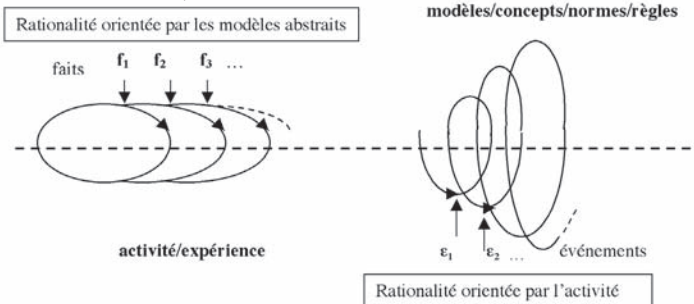 modèles/concepts/normes/règles
Rationalité orientée par les modèles abstraits
faits f₁ f₂ f₃ ...
activité/expérience
ε₁ ε₂ ... événements
Rationalité orientée par l'activité